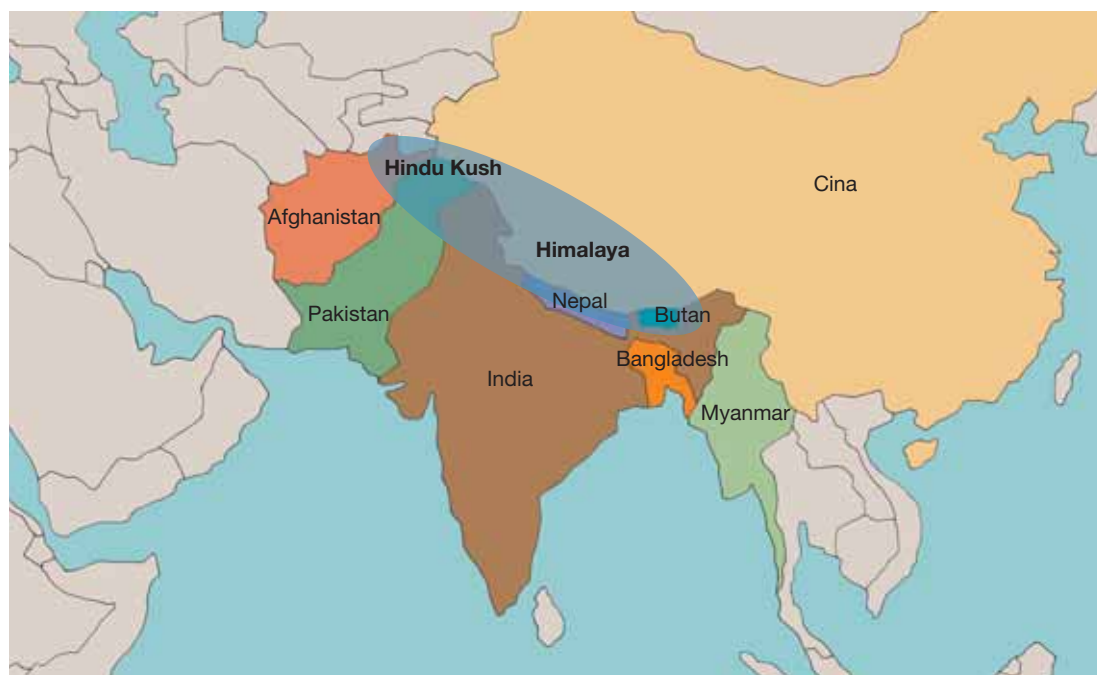 Hindu Kush
Cina
Afghanistan
Himalaya
Nepal
Pakistan
Butan
Bangladesh
India
Myanmar